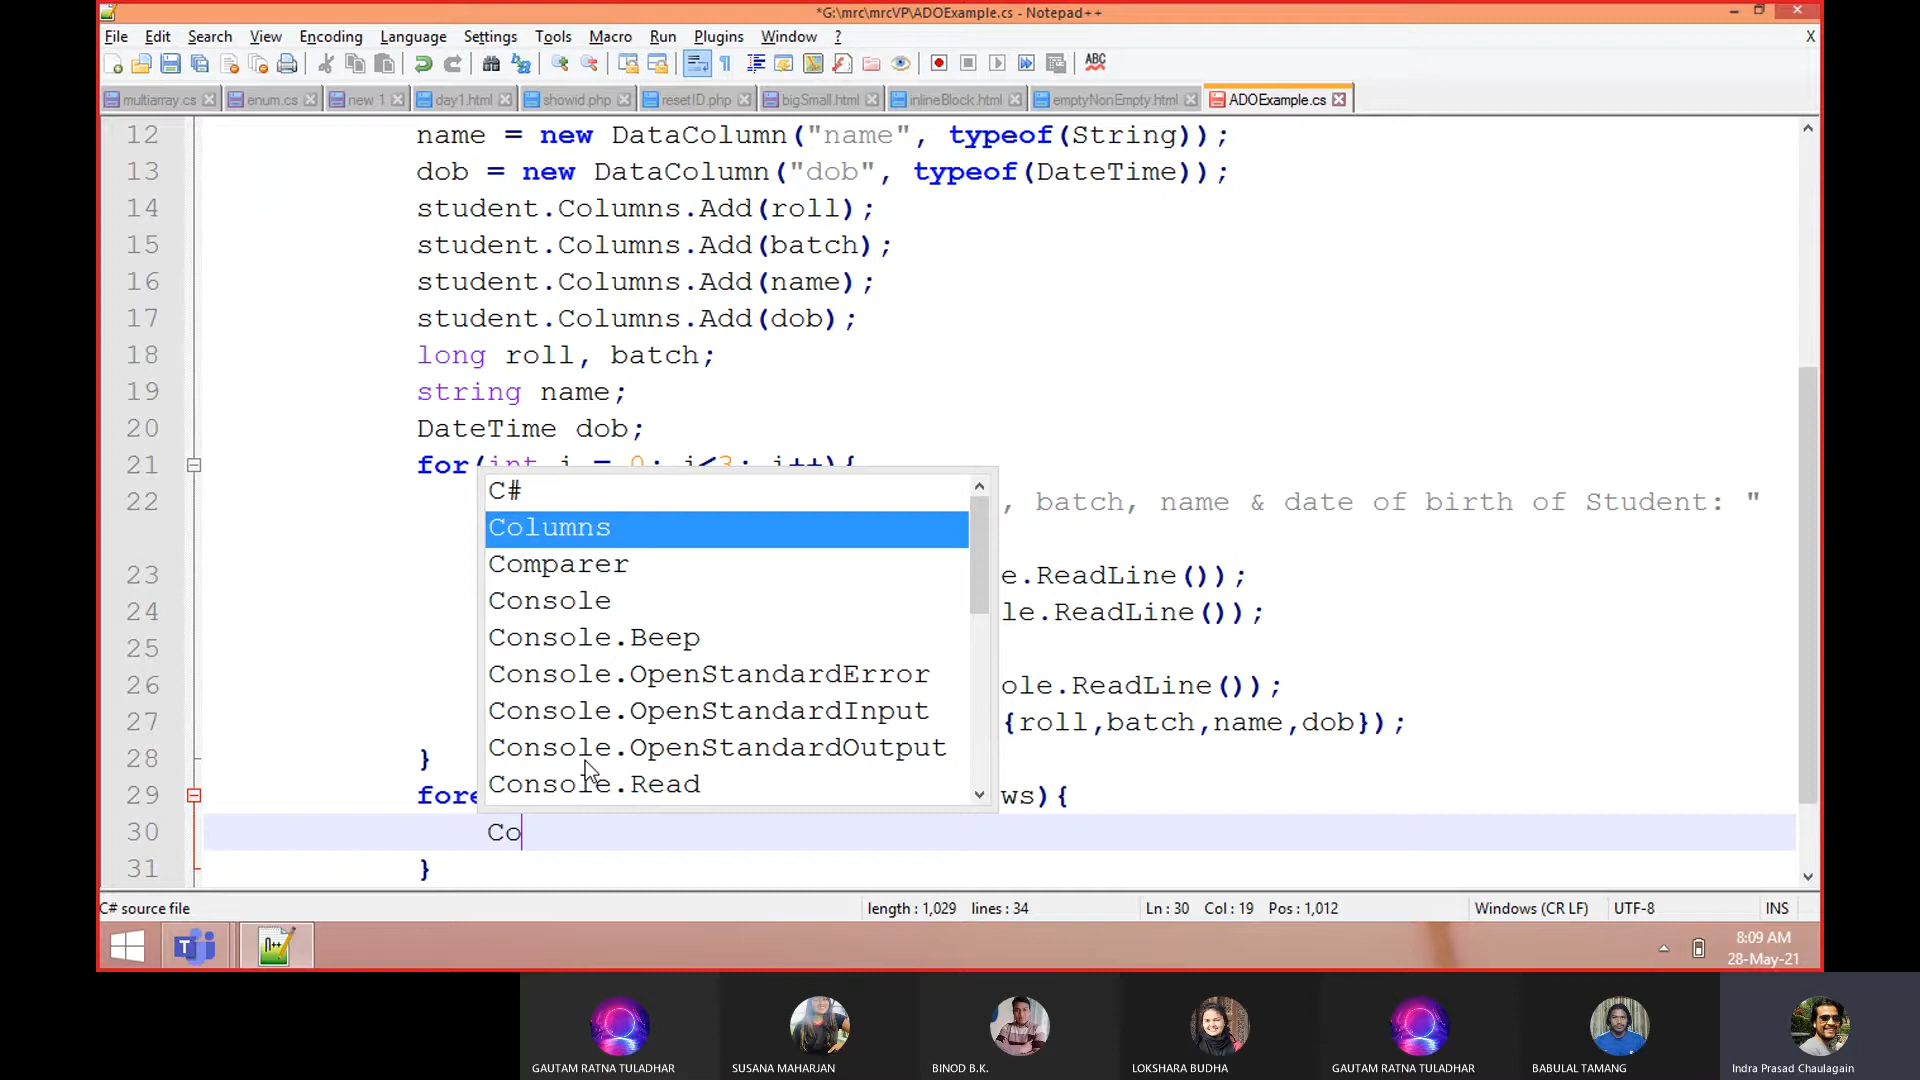 *G:\mrc\mrcVP\ADOExample.cs - Notepad++
File Edit Search View Encoding Language Settings Tools Macro Run Plugins Window ? X
ABC
multiarray.cs enum.cs new 1 day1.html showid.php resetID.php bigSmall.html inlineBlock.html emptyNonEmpty.html ADOExample.cs
12 name = new DataColumn("name", typeof(String));
13 dob = new DataColumn("dob", typeof(DateTime));
14 student.Columns.Add(roll);
15 student.Columns.Add(batch);
16 student.Columns.Add(name);
17 student.Columns.Add(dob);
18 long roll, batch;
19 string name;
20 DateTime dob;
21 for(int i = 0; i<3; i++){
22 , batch, name & date of birth of Student: "
23 e.ReadLine());
24 le.ReadLine());
25
26 ole.ReadLine());
27 {roll,batch,name,dob});
28 }
29 fore ws){
30 Co
31 }
C#
Columns
Comparer
Console
Console.Beep
Console.OpenStandardError
Console.OpenStandardInput
Console.OpenStandardOutput
Console.Read
C# source file length : 1,029 lines : 34 Ln : 30 Col : 19 Pos : 1,012 Windows (CR LF) UTF-8 INS
8:09 AM
28-May-21
GAUTAM RATNA TULADHAR SUSANA MAHARJAN BINOD B.K. LOKSHARA BUDHA GAUTAM RATNA TULADHAR BABULAL TAMANG Indra Prasad Chaulagain